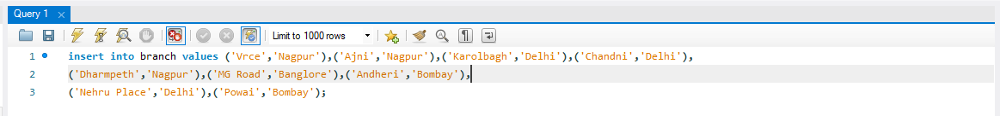 Query 1
Limit to 1000 rows
1 insert into branch values ('Vrce','Nagpur'),('Ajni','Nagpur'),('Karolbagh','Delhi'),('Chandni','Delhi'),
2 ('Dharmpeth','Nagpur'),('MG Road','Banglore'),('Andheri','Bombay'),
3 ('Nehru Place','Delhi'),('Powai','Bombay');